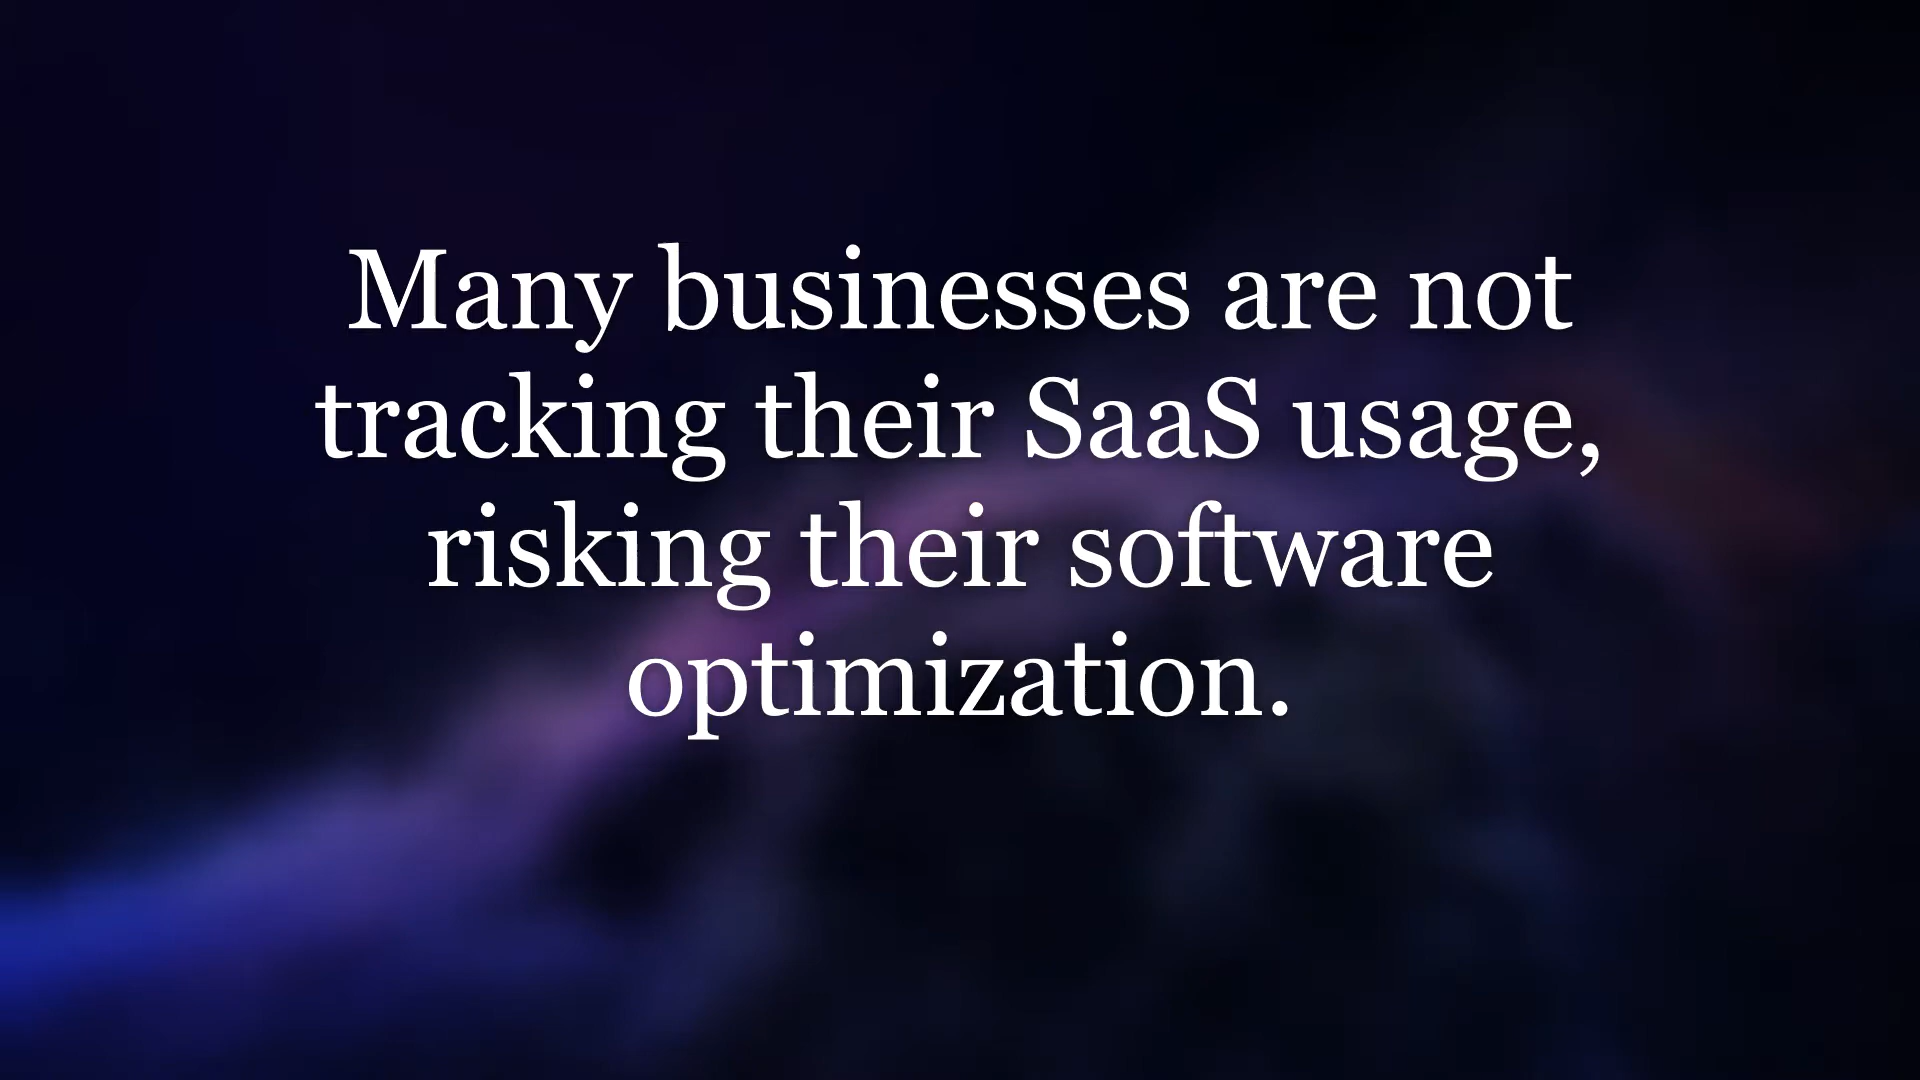 Many businesses are not
tracking their SaaS usage,
risking their software
optimization.